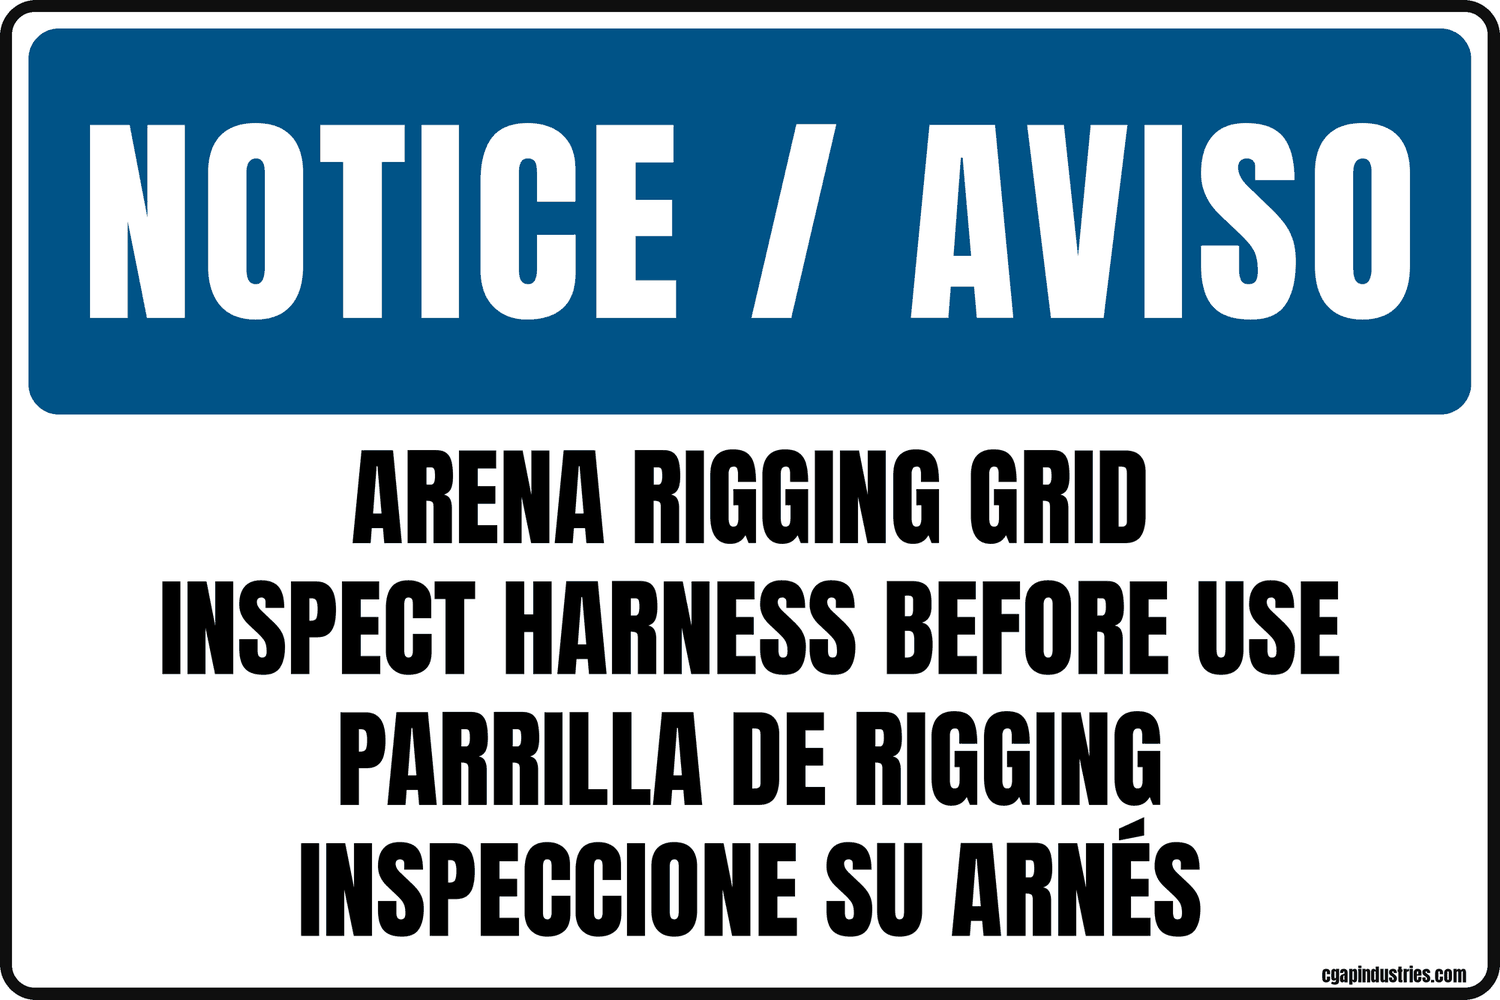 NOTICE / AVISO
ARENA RIGGING GRID
INSPECT HARNESS BEFORE USE
PARRILLA DE RIGGING
INSPECCIONE SU ARNÉS
cgapindustries.com